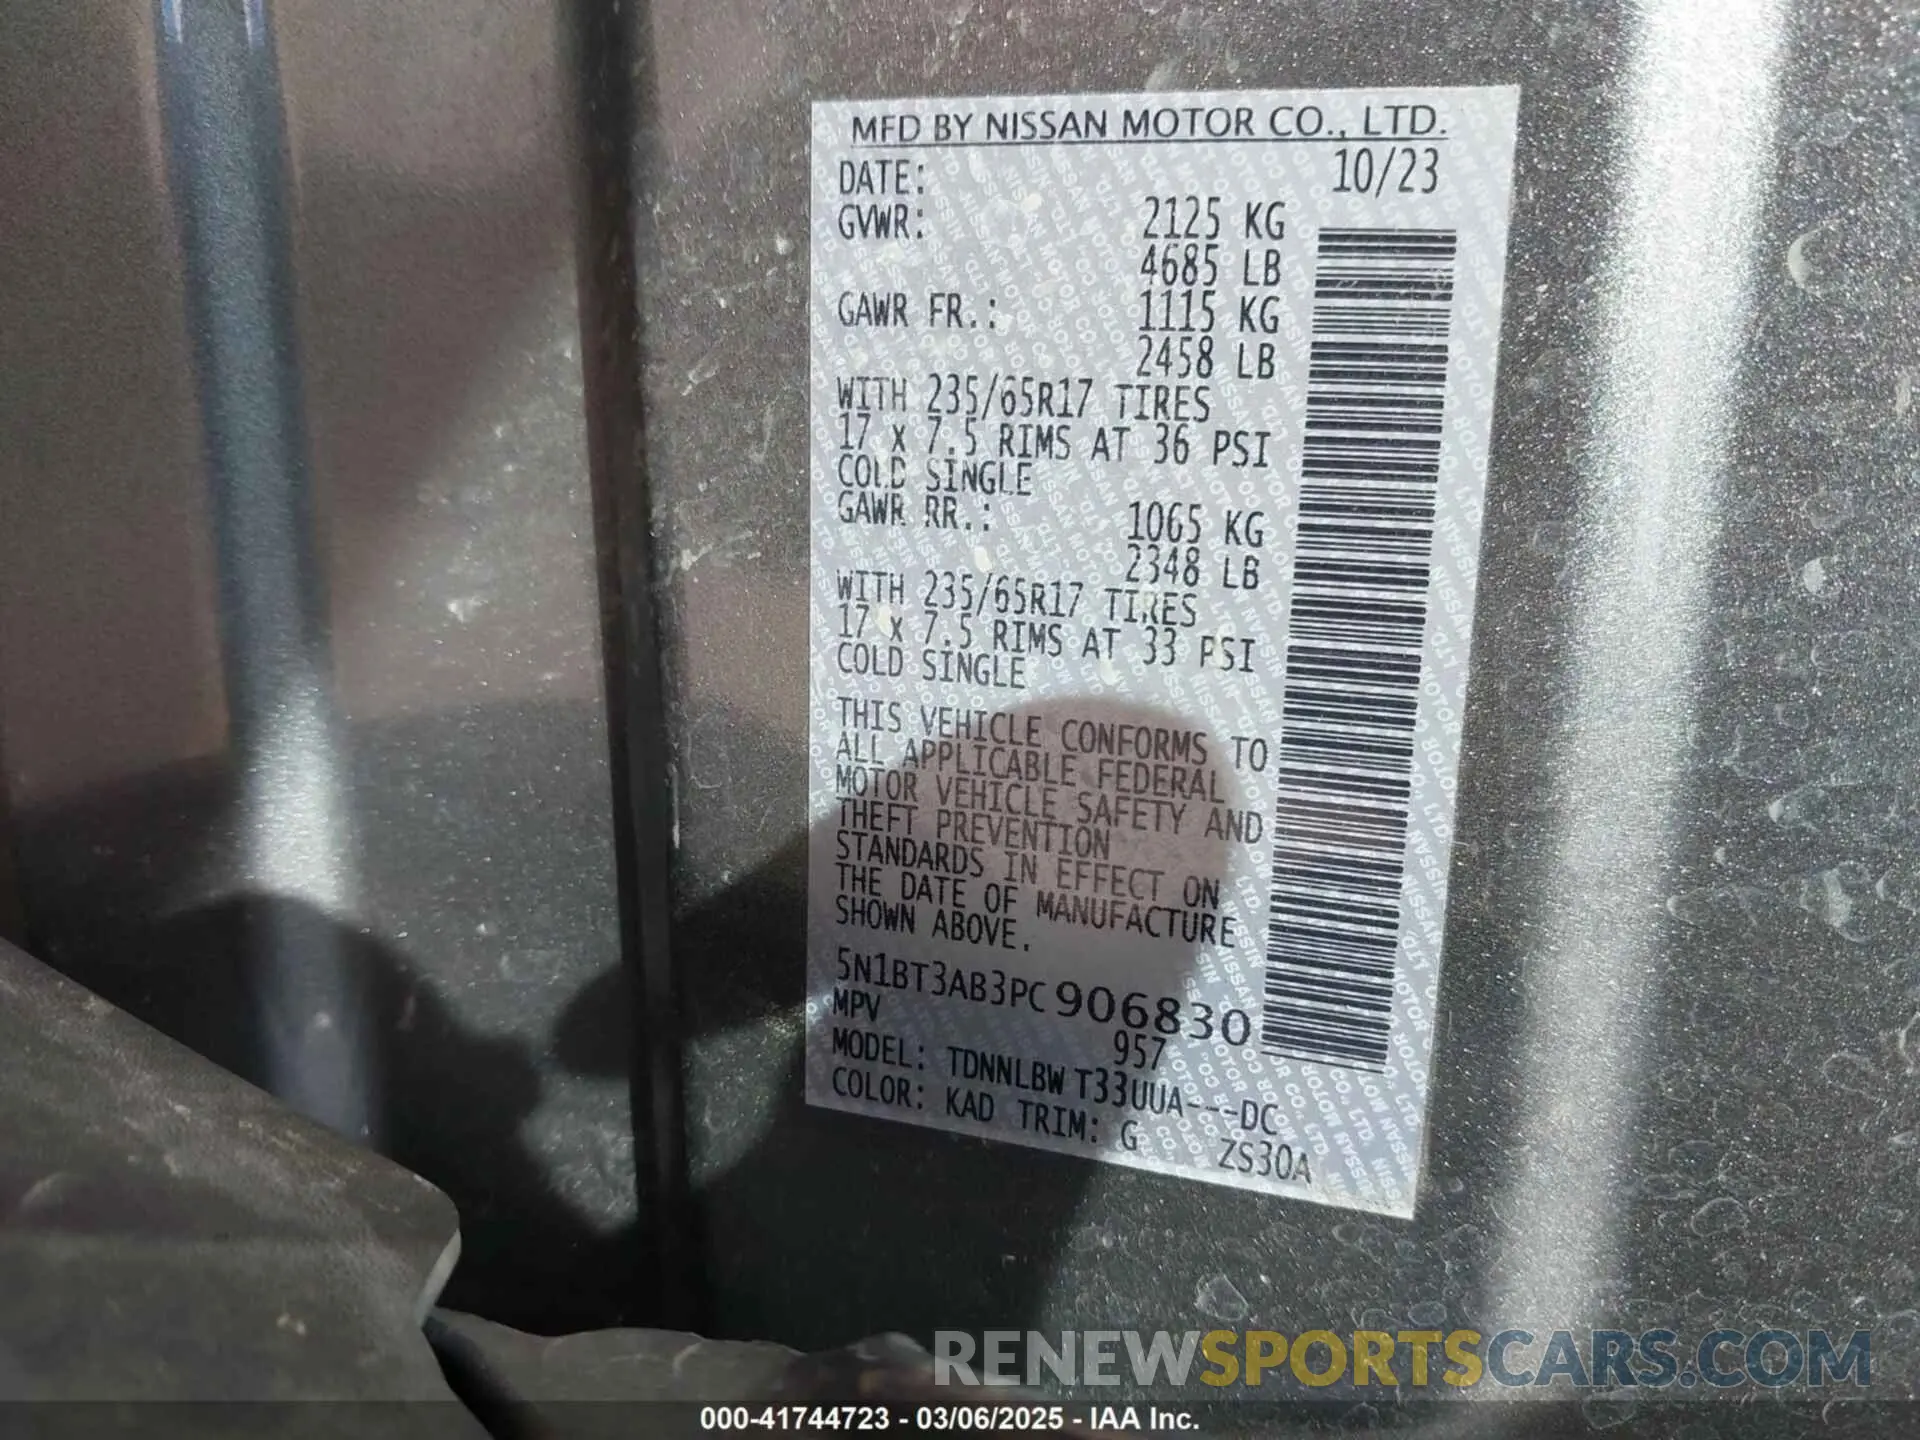 MFD BY NISSAN MOTOR CO., LTD.
DATE: 10/23
GVWR: 2125 KG
4685 LB
GAWR FR.: 1115 KG
2458 LB
WITH 235/65R17 TIRES
17 X 7.5 RIMS AT 36 PSI
COLD SINGLE
GAWR RR.: 1065 KG
2348 LB
WITH 235/65R17 TIRES
17 X 7.5 RIMS AT 33 PSI
COLD SINGLE
THIS VEHICLE CONFORMS TO
ALL APPLICABLE FEDERAL
MOTOR VEHICLE SAFETY AND
THEFT PREVENTION
STANDARDS IN EFFECT ON
THE DATE OF MANUFACTURE
SHOWN ABOVE.
5N1BT3AB3PC906830
MPV 957
MODEL: TDNNLBW T33UUA---DC
COLOR: KAD TRIM: G ZS30A
RENEWSPORTSCARS.COM
000-41744723 - 03/06/2025 - IAA Inc.